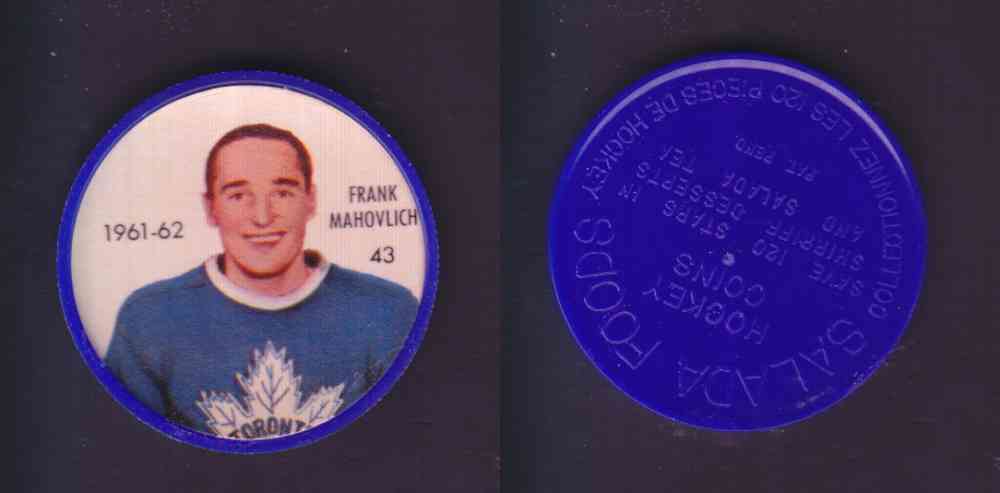 1961-62
FRANK
MAHOVLICH
43
TORONT
SALADA FOODS
COLLECTIONNEZ LES 120 PIECES DE HOCKEY
HOCKEY
COINS
SAVE 120 STARS IN
SHIRRIFF DESSERTS
AND SALADA TEA
PAT. PEND.